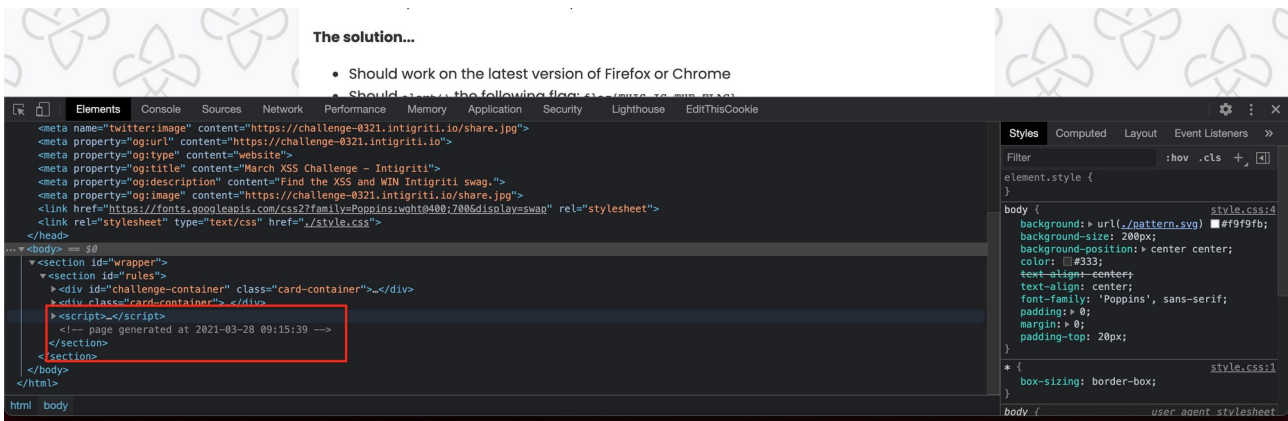 The solution...
Should work on the latest version of Firefox or Chrome
Should alert() the following flag: flag{THIS_IS_THE_FLAG}
Elements Console Sources Network Performance Memory Application Security Lighthouse EditThisCookie
<meta name="twitter:image" content="https://challenge-0321.intigriti.io/share.jpg">
<meta property="og:url" content="https://challenge-0321.intigriti.io">
<meta property="og:type" content="website">
<meta property="og:title" content="March XSS Challenge - Intigriti">
<meta property="og:description" content="Find the XSS and WIN Intigriti swag.">
<meta property="og:image" content="https://challenge-0321.intigriti.io/share.jpg">
<link href="https://fonts.googleapis.com/css2?family=Poppins:wght@400;700&display=swap" rel="stylesheet">
<link rel="stylesheet" type="text/css" href="./style.css">
</head>
<body> == $0
<section id="wrapper">
<section id="rules">
<div id="challenge-container" class="card-container">…</div>
<div class="card-container">…</div>
<script>…</script>
<!-- page generated at 2021-03-28 09:15:39 -->
</section>
</section>
</body>
</html>
html body
Styles Computed Layout Event Listeners »
Filter :hov .cls +
element.style {
}
body { style.css:4
background: url(./pattern.svg) #f9f9fb;
background-size: 200px;
background-position: center center;
color: #333;
text-align: center;
text-align: center;
font-family: 'Poppins', sans-serif;
padding: 0;
margin: 0;
padding-top: 20px;
}
* { style.css:1
box-sizing: border-box;
}
body { user agent stylesheet